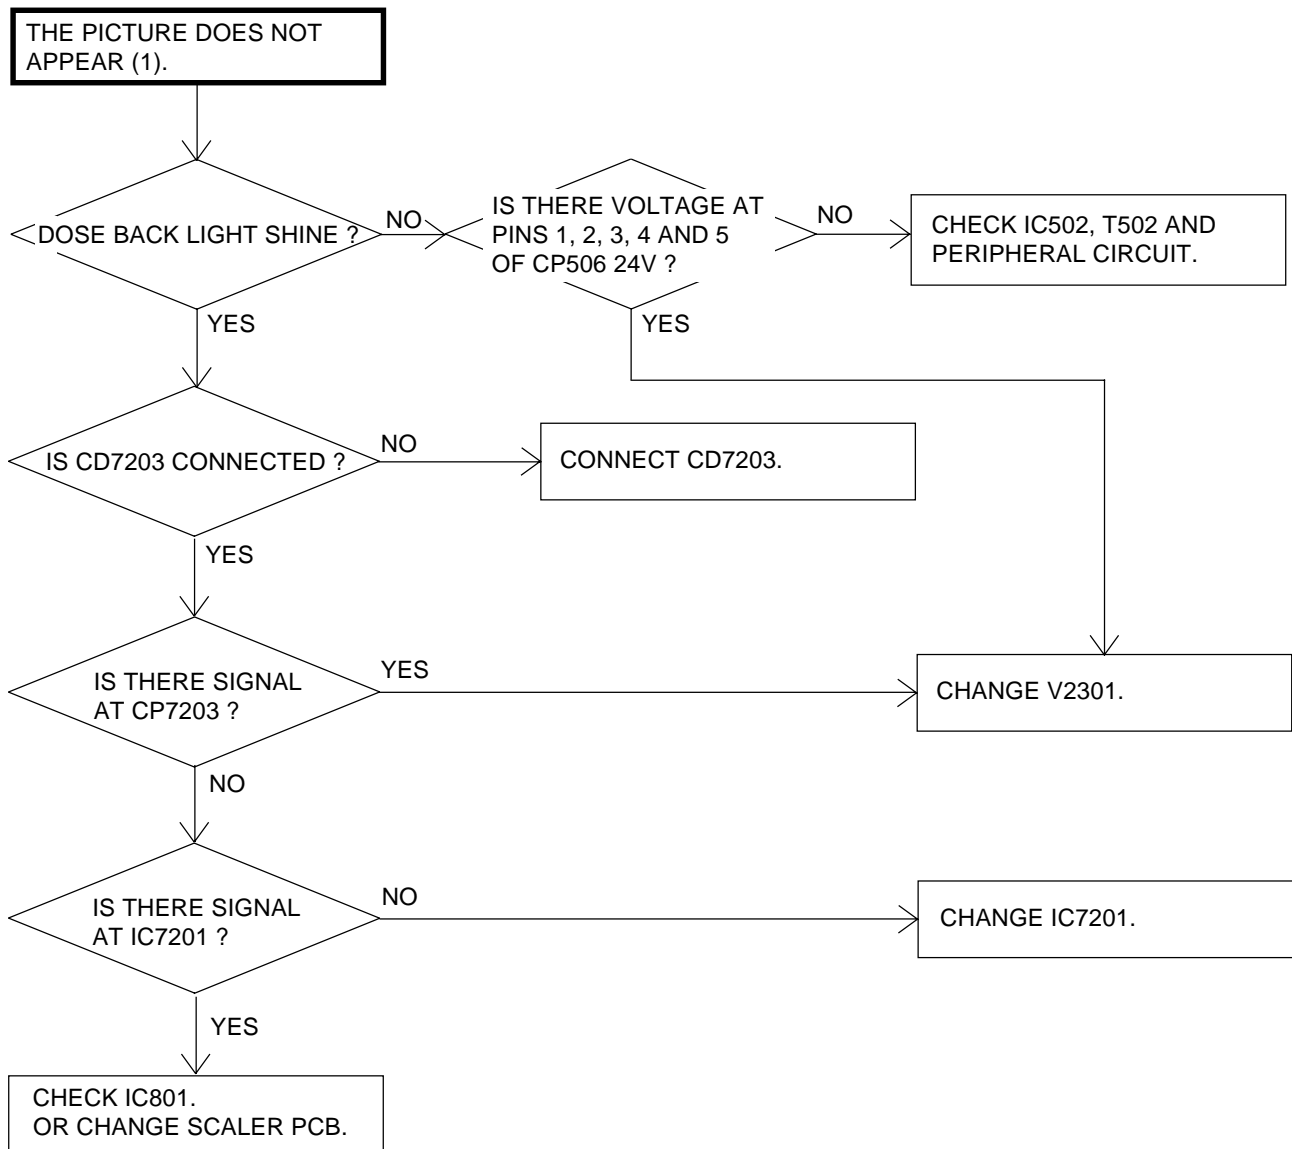 THE PICTURE DOES NOT
APPEAR (1).
DOSE BACK LIGHT SHINE ?
NO
IS THERE VOLTAGE AT
PINS 1, 2, 3, 4 AND 5
OF CP506 24V ?
NO
CHECK IC502, T502 AND
PERIPHERAL CIRCUIT.
YES
YES
IS CD7203 CONNECTED ?
NO
CONNECT CD7203.
YES
IS THERE SIGNAL
AT CP7203 ?
YES
CHANGE V2301.
NO
IS THERE SIGNAL
AT IC7201 ?
NO
CHANGE IC7201.
YES
CHECK IC801.
OR CHANGE SCALER PCB.